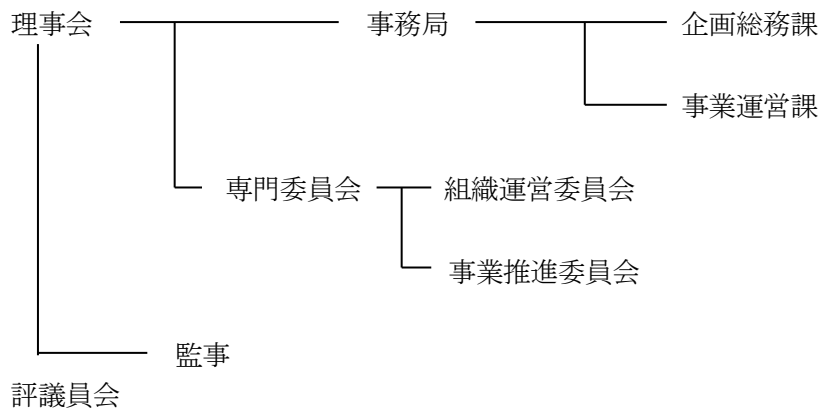 理事会 事務局 企画総務課
事業運営課
専門委員会 組織運営委員会
事業推進委員会
監事
評議員会